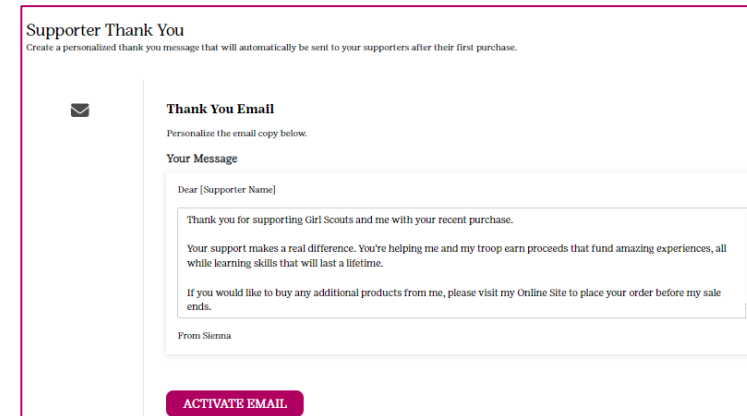 Supporter Thank You
Create a personalized thank you message that will automatically be sent to your supporters after their first purchase.
Thank You Email
Personalize the email copy below.
Your Message
Dear [Supporter Name]
Thank you for supporting Girl Scouts and me with your recent purchase.
Your support makes a real difference. You're helping me and my troop earn proceeds that fund amazing experiences, all
while learning skills that will last a lifetime.
If you would like to buy any additional products from me, please visit my Online Site to place your order before my sale
ends.
From Sienna
ACTIVATE EMAIL